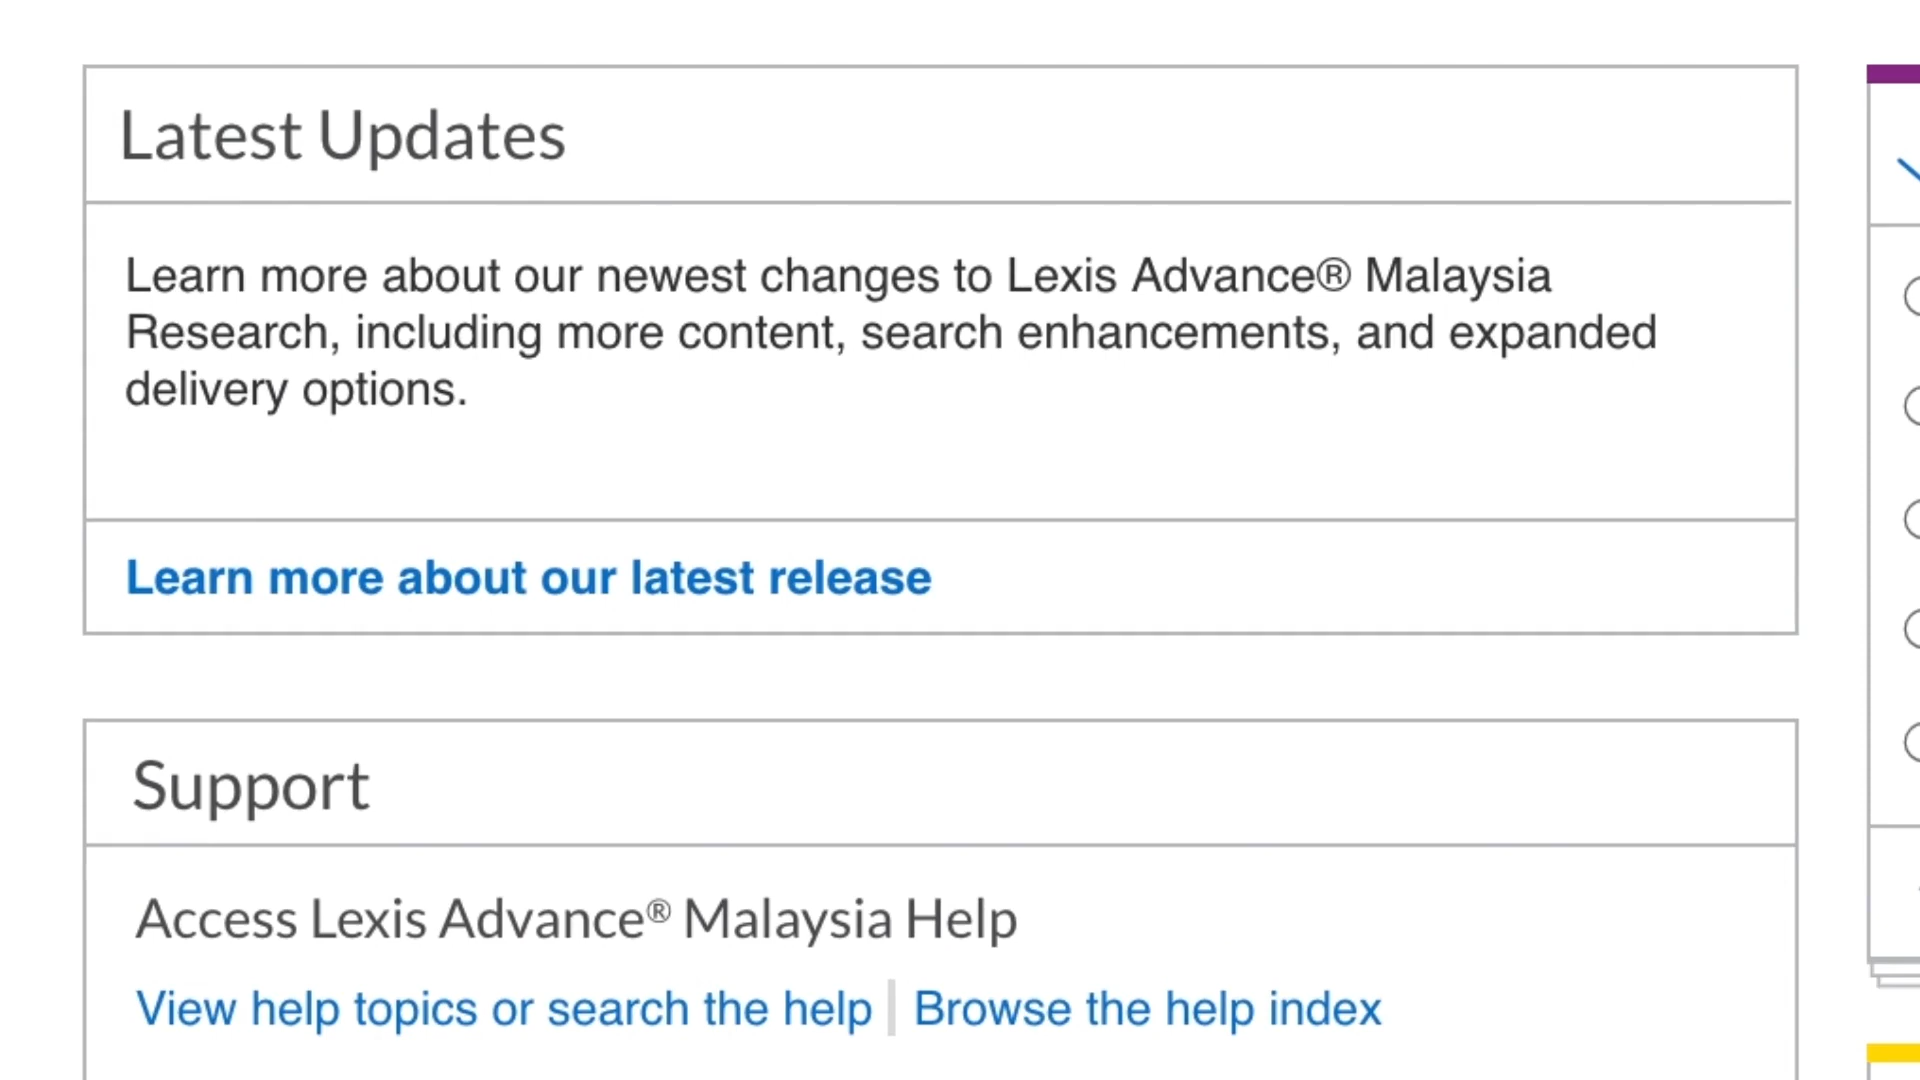 Latest Updates
Learn more about our newest changes to Lexis Advance® Malaysia
Research, including more content, search enhancements, and expanded
delivery options.
Learn more about our latest release
Support
Access Lexis Advance® Malaysia Help
View help topics or search the help | Browse the help index